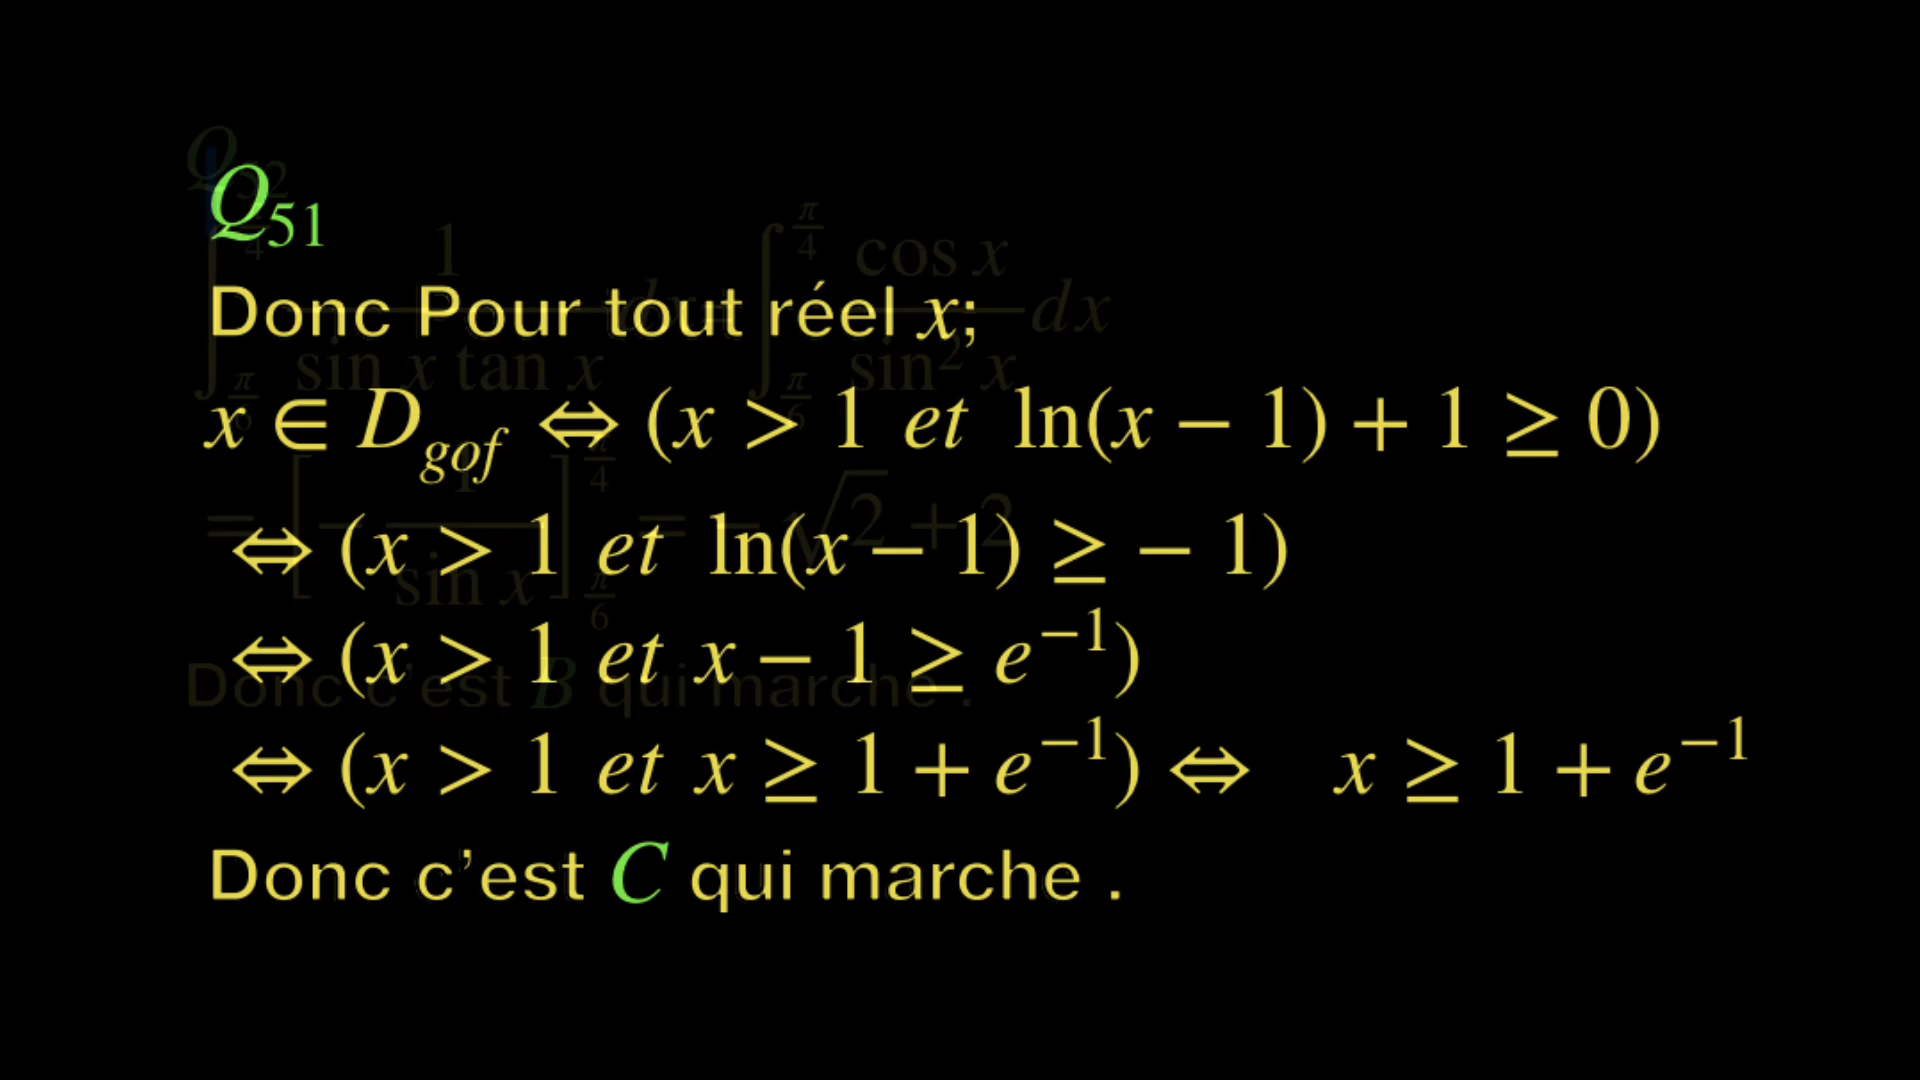 Q₅₁
Donc Pour tout réel x;
x ∈ D_gof ⇔ (x > 1 et ln(x − 1) + 1 ≥ 0)
⇔ (x > 1 et ln(x − 1) ≥ − 1)
⇔ (x > 1 et x − 1 ≥ e⁻¹)
⇔ (x > 1 et x ≥ 1 + e⁻¹) ⇔ x ≥ 1 + e⁻¹
Donc c’est C qui marche .